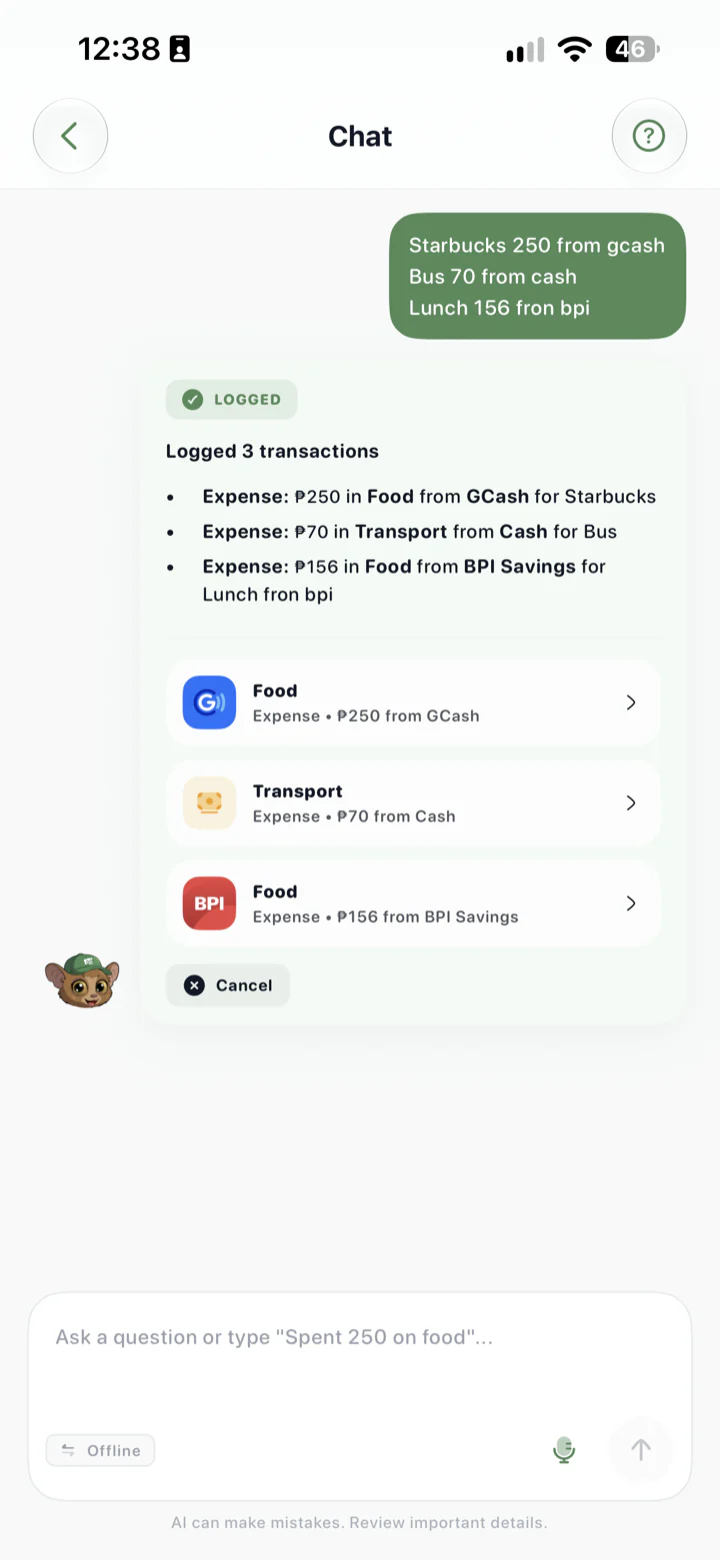 12:38
46
Chat
?
Starbucks 250 from gcash
Bus 70 from cash
Lunch 156 fron bpi
LOGGED
Logged 3 transactions
• Expense: ₱250 in Food from GCash for Starbucks
• Expense: ₱70 in Transport from Cash for Bus
• Expense: ₱156 in Food from BPI Savings for
Lunch fron bpi
G
Food
Expense • ₱250 from GCash
Transport
Expense • ₱70 from Cash
BPI
Food
Expense • ₱156 from BPI Savings
Cancel
Ask a question or type "Spent 250 on food"...
Offline
AI can make mistakes. Review important details.